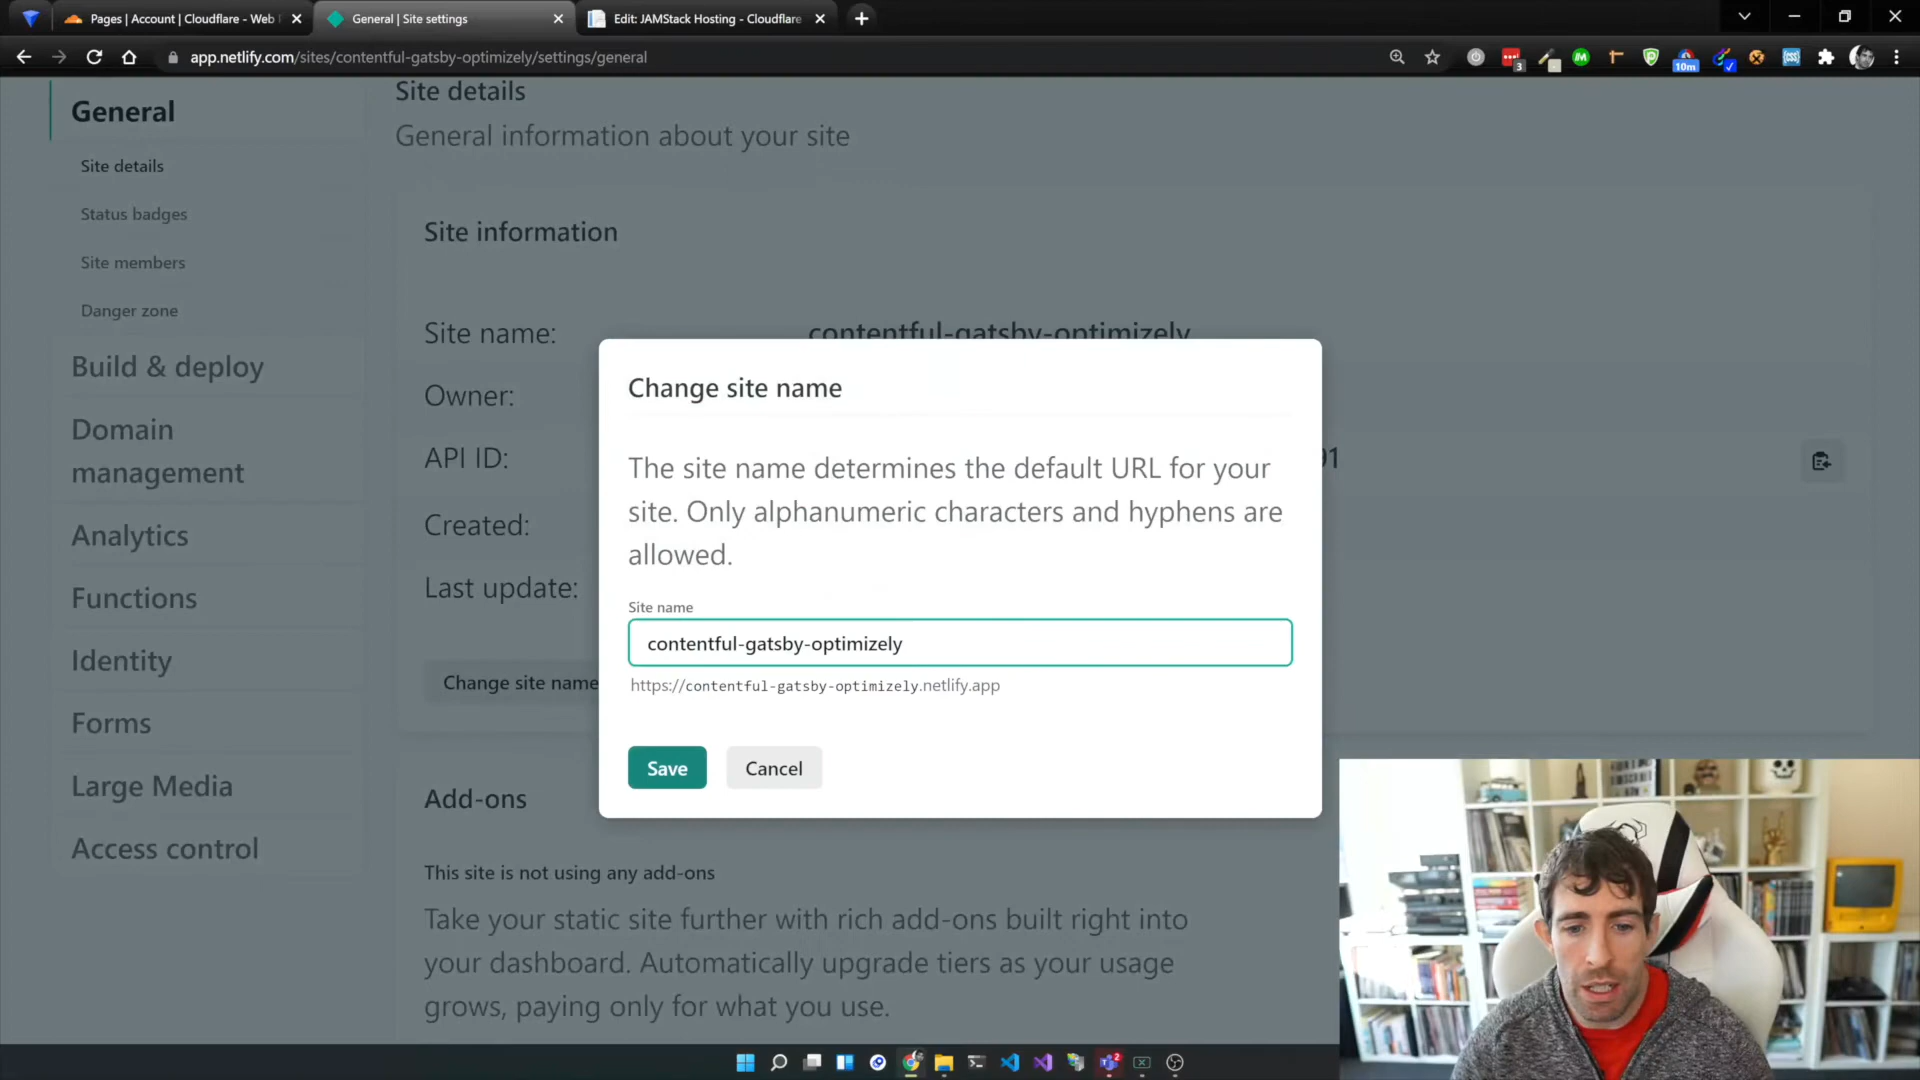 Pages | Account | Cloudflare - Web
General | Site settings
Edit: JAMStack Hosting - Cloudflare
app.netlify.com/sites/contentful-gatsby-optimizely/settings/general
3
10m
General
Site details
Status badges
Site members
Danger zone
Build & deploy
Domain management
Analytics
Functions
Identity
Forms
Large Media
Access control
Site details
General information about your site
Site information
Site name:
contentful-gatsby-optimizely
Owner:
API ID:
91
Created:
Last update:
Change site name
Change site name
The site name determines the default URL for your
site. Only alphanumeric characters and hyphens are
allowed.
Site name
contentful-gatsby-optimizely
https://contentful-gatsby-optimizely.netlify.app
Save
Cancel
Add-ons
This site is not using any add-ons
Take your static site further with rich add-ons built right into
your dashboard. Automatically upgrade tiers as your usage
grows, paying only for what you use.
2